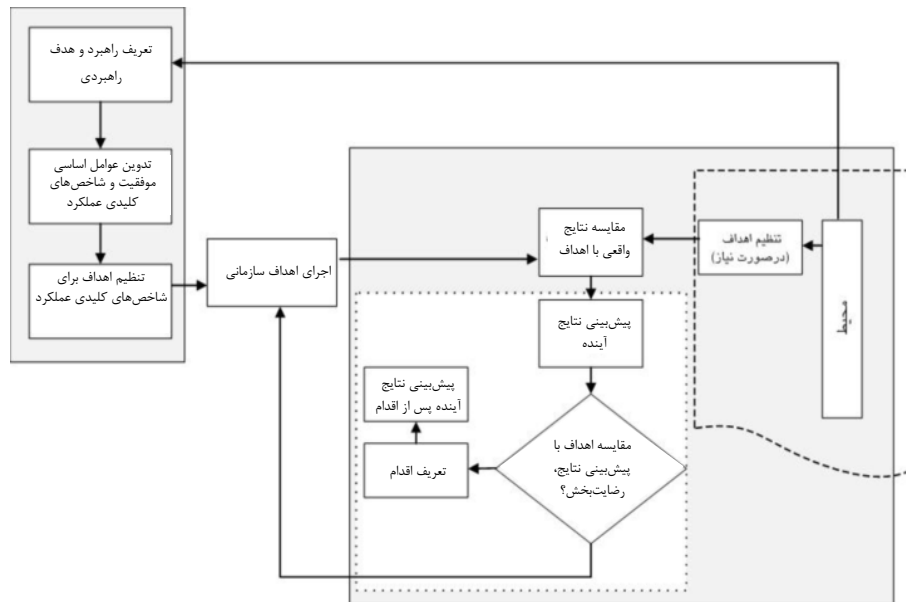 تعریف راهبرد و هدف
راهبردی
تدوین عوامل اساسی
موفقیت و شاخص‌های
کلیدی عملکرد
تنظیم اهداف برای
شاخص‌های کلیدی عملکرد
اجرای اهداف سازمانی
مقایسه نتایج
واقعی با اهداف
تنظیم اهداف
(درصورت نیاز)
محیط
پیش‌بینی نتایج
آینده
مقایسه اهداف با
پیش‌بینی نتایج،
رضایت‌بخش؟
تعریف اقدام
پیش‌بینی نتایج
آینده پس از اقدام